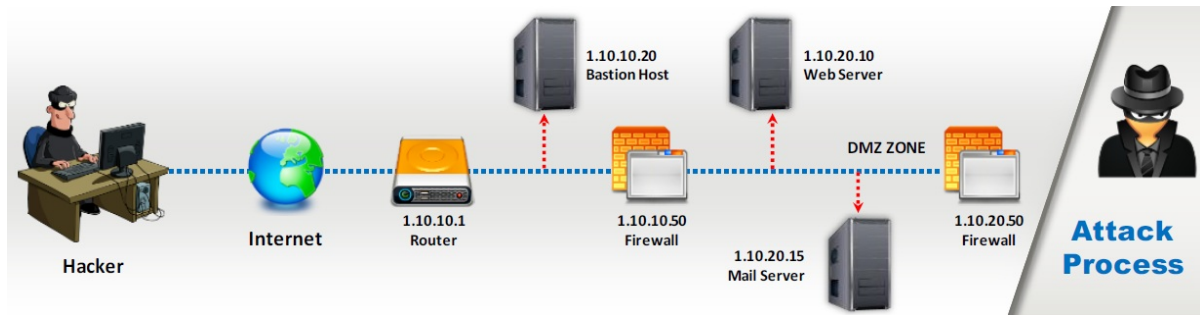 1.10.10.20
Bastion Host
1.10.20.10
Web Server
DMZ ZONE
Hacker
Internet
1.10.10.1
Router
1.10.10.50
Firewall
1.10.20.15
Mail Server
1.10.20.50
Firewall
Attack
Process